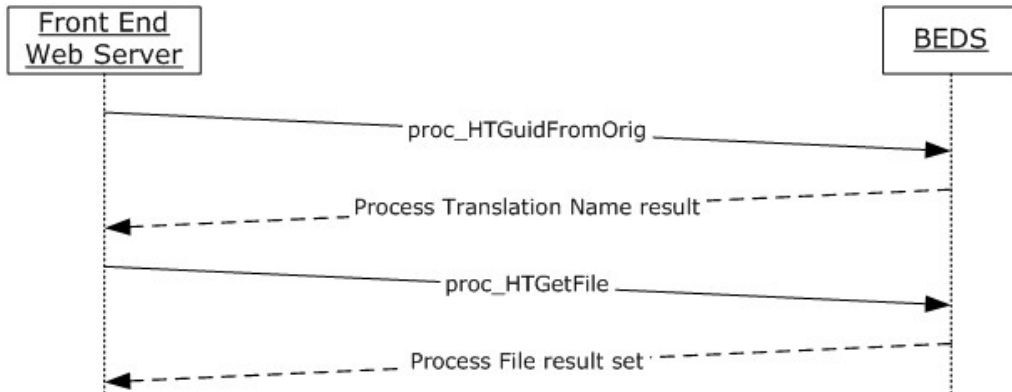 Front End
Web Server
BEDS
proc_HTGuidFromOrig
Process Translation Name result
proc_HTGetFile
Process File result set